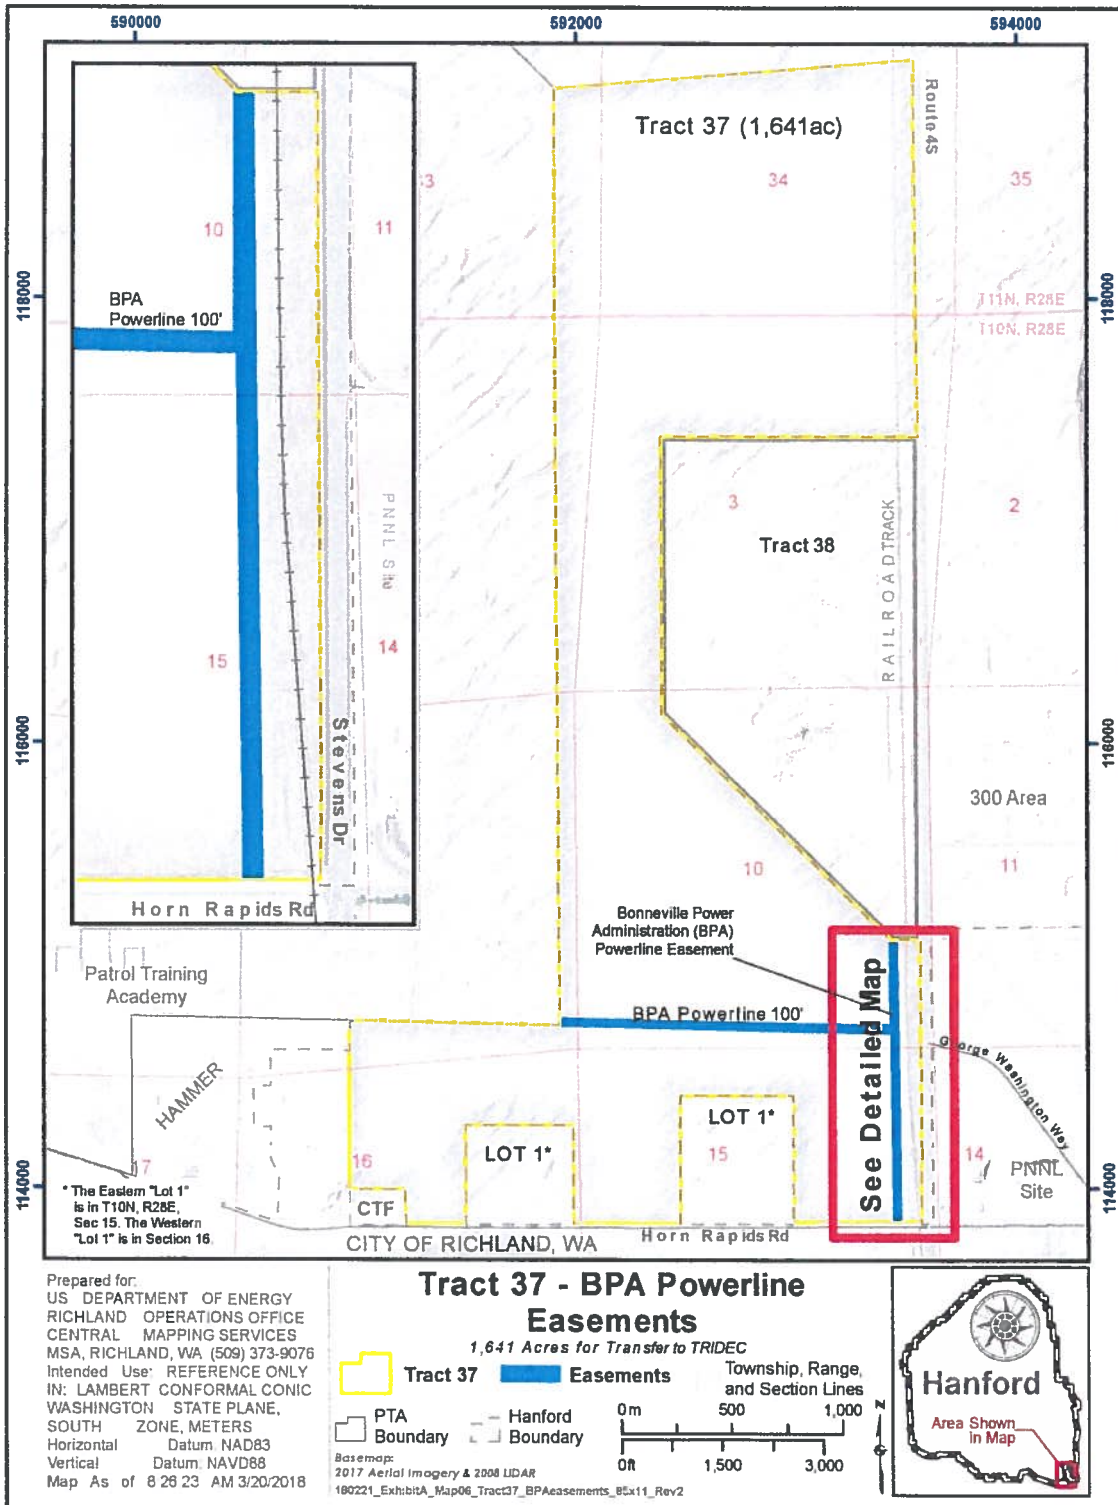 590000
592000
594000
118000
116000
114000
118000
116000
114000
10
11
BPA
Powerline 100'
PNNL Site
15
14
Stevens Dr
Horn Rapids Rd
Tract 37 (1,641ac)
Route 4S
34
35
T11N, R28E
T10N, R28E
3
2
Tract 38
RAILROAD TRACK
300 Area
10
11
Bonneville Power
Administration (BPA)
Powerline Easement
Patrol Training
Academy
BPA Powerline 100'
See Detailed Map
George Washington Way
HAMMER
LOT 1*
LOT 1*
16
15
14
PNNL
Site
CTF
* The Eastern "Lot 1"
is in T10N, R28E,
Sec 15. The Western
"Lot 1" is in Section 16.
CITY OF RICHLAND, WA
Horn Rapids Rd
Prepared for:
US DEPARTMENT OF ENERGY
RICHLAND OPERATIONS OFFICE
CENTRAL MAPPING SERVICES
MSA, RICHLAND, WA (509) 373-9076
Intended Use: REFERENCE ONLY
IN: LAMBERT CONFORMAL CONIC
WASHINGTON STATE PLANE,
SOUTH ZONE, METERS
Horizontal Datum: NAD83
Vertical Datum: NAVD88
Map As of 8 26 23 AM 3/20/2018
Tract 37 - BPA Powerline
Easements
1,641 Acres for Transfer to TRIDEC
Tract 37
Easements
Township, Range,
and Section Lines
PTA
Boundary
Hanford
Boundary
0m 500 1,000
0ft 1,500 3,000
Basemap:
2017 Aerial Imagery & 2008 LIDAR
180221_ExhibitA_Map06_Tract37_BPAeasements_85x11_Rev2
N
Hanford
Area Shown
in Map